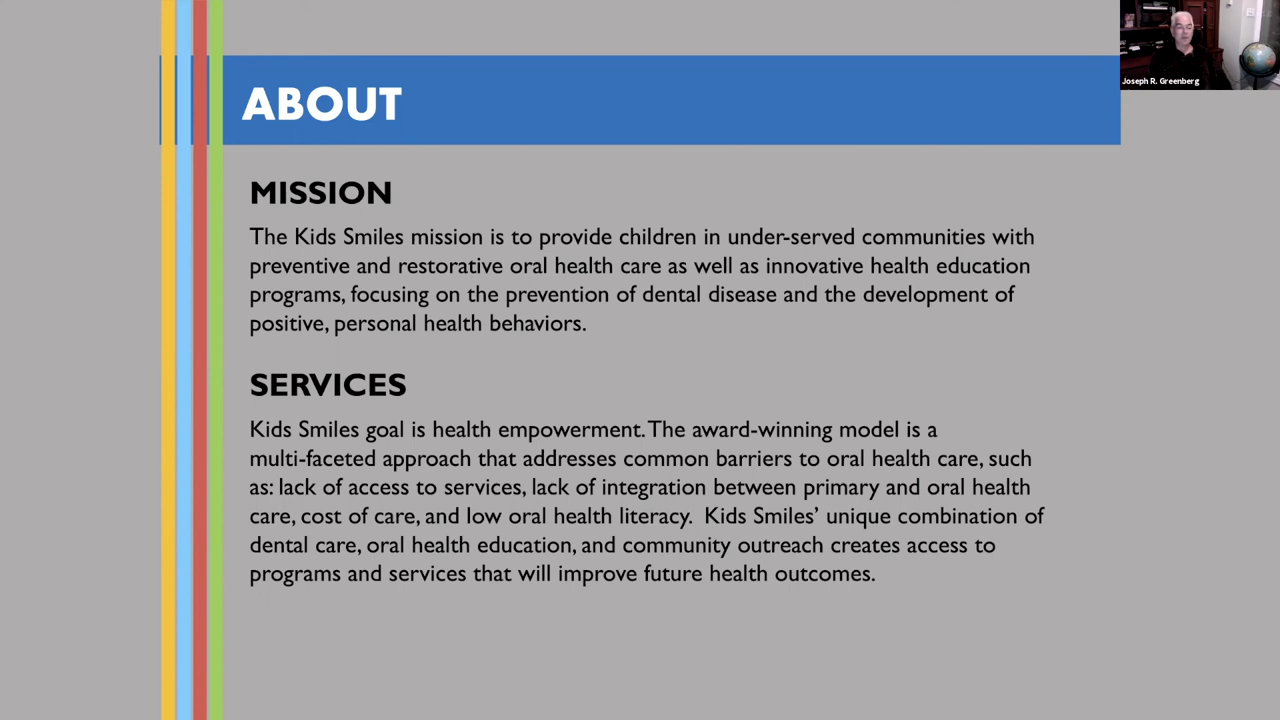 ABOUT
Joseph R. Greenberg
MISSION
The Kids Smiles mission is to provide children in under-served communities with
preventive and restorative oral health care as well as innovative health education
programs, focusing on the prevention of dental disease and the development of
positive, personal health behaviors.
SERVICES
Kids Smiles goal is health empowerment. The award-winning model is a
multi-faceted approach that addresses common barriers to oral health care, such
as: lack of access to services, lack of integration between primary and oral health
care, cost of care, and low oral health literacy.  Kids Smiles’ unique combination of
dental care, oral health education, and community outreach creates access to
programs and services that will improve future health outcomes.